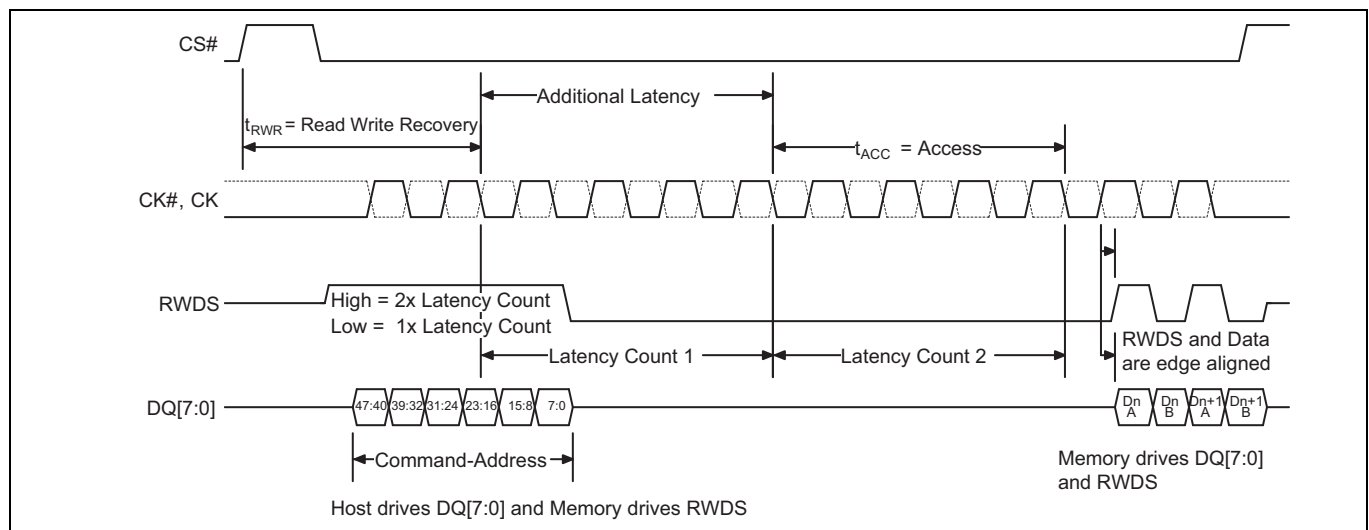 CS#
Additional Latency
tRWR = Read Write Recovery
tACC = Access
CK#, CK
RWDS
High = 2x Latency Count
Low = 1x Latency Count
RWDS and Data
are edge aligned
Latency Count 1
Latency Count 2
DQ[7:0]
47:40 39:32 31:24 23:16 15:8 7:0
Dn A
Dn B
Dn+1 A
Dn+1 B
Command-Address
Memory drives DQ[7:0]
and RWDS
Host drives DQ[7:0] and Memory drives RWDS